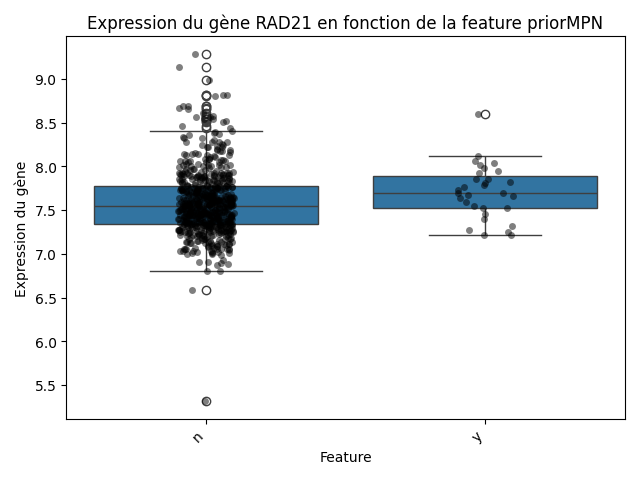 Expression du gène RAD21 en fonction de la feature priorMPN
Expression du gène
9.0
8.5
8.0
7.5
7.0
6.5
6.0
5.5
n
y
Feature